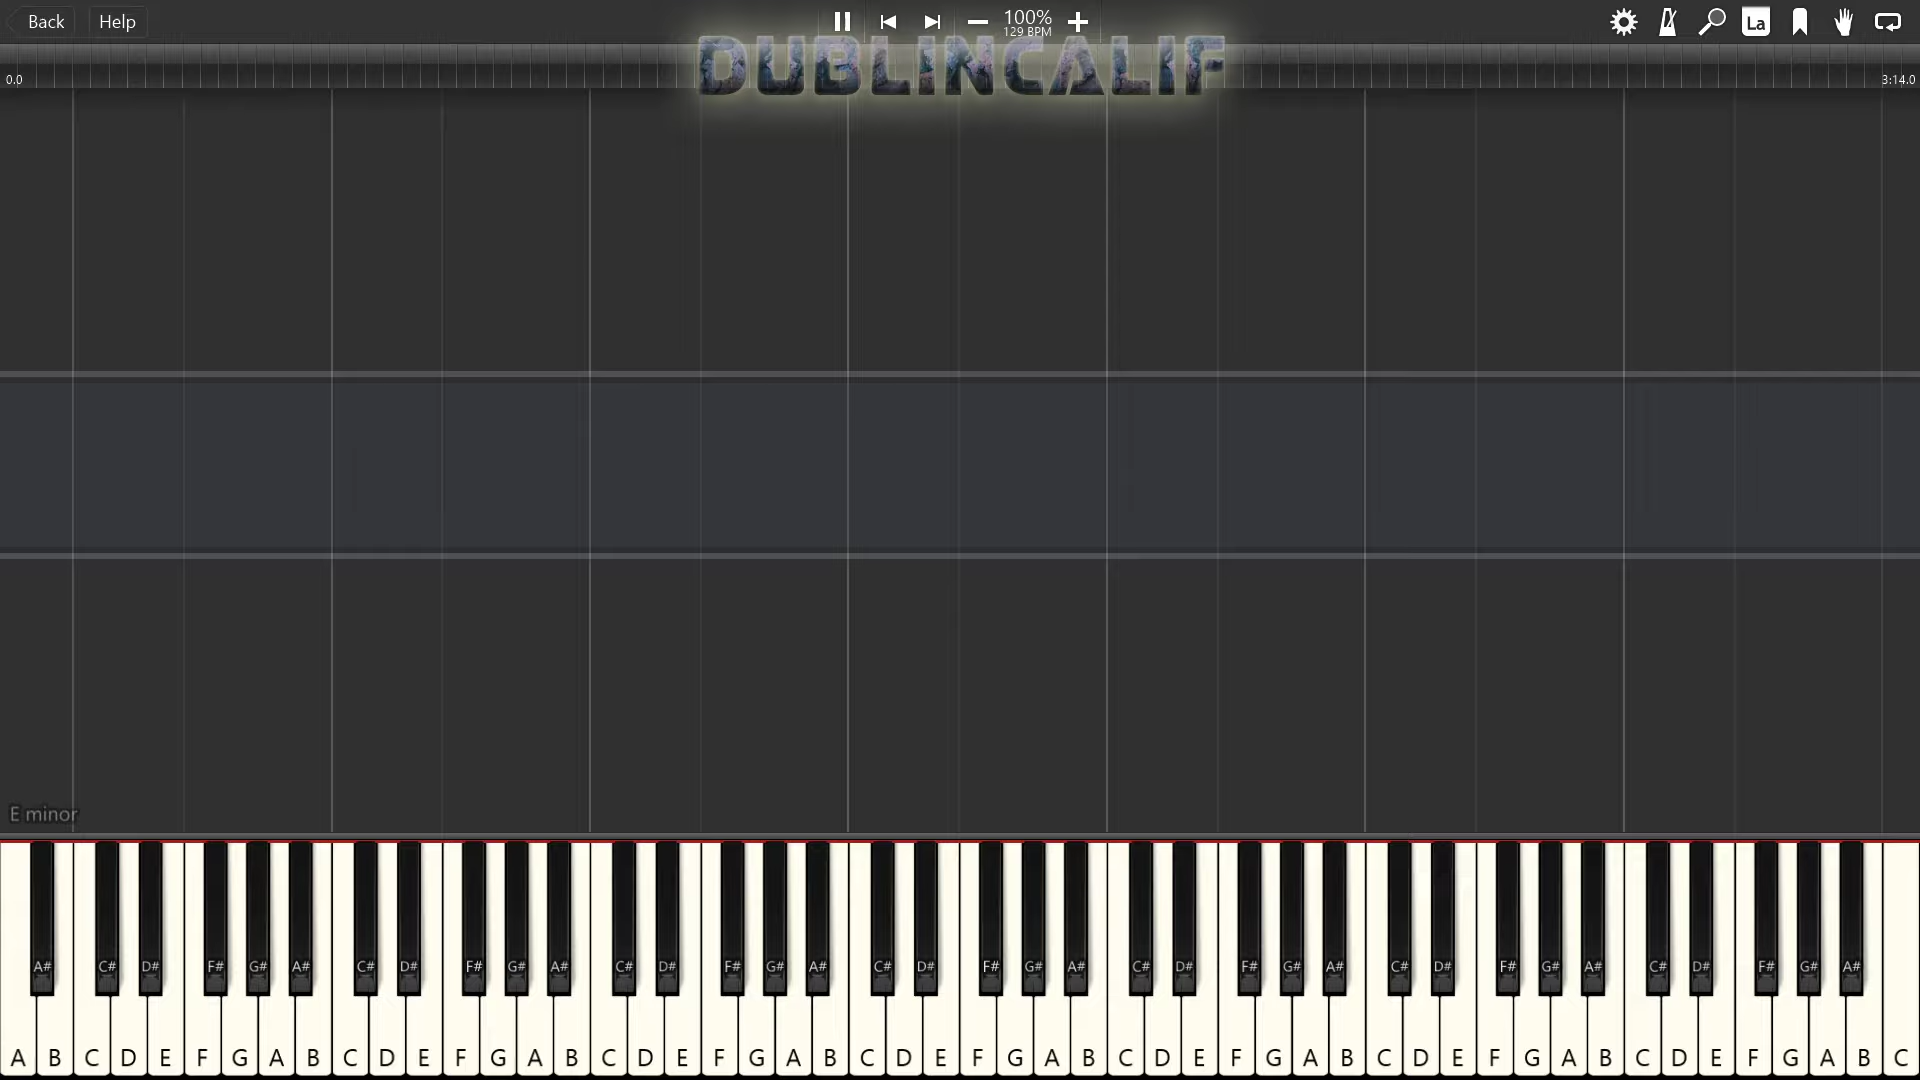 Back Help 100%
129 BPM La
DUBLINCALIF
0.0 3:14.0
E minor
A# C# D# F# G# A# C# D# F# G# A# C# D# F# G# A# C# D# F# G# A# C# D# F# G# A# C# D# F# G# A# C# D# F# G# A#
A B C D E F G A B C D E F G A B C D E F G A B C D E F G A B C D E F G A B C D E F G A B C D E F G A B C